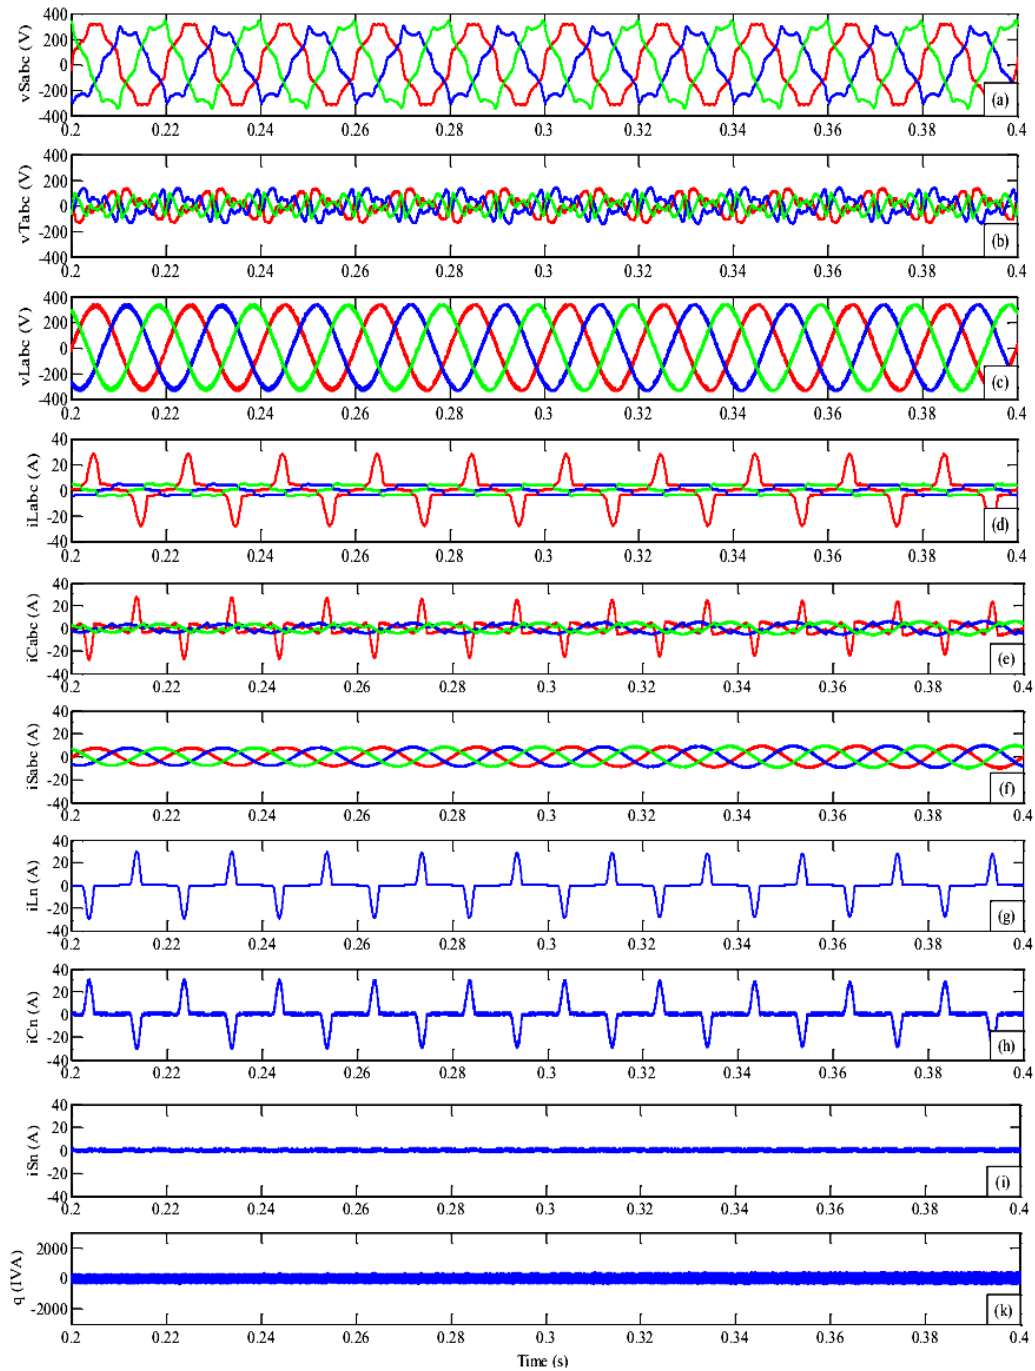 400
200
0
-200
-400
vSabc (V)
(a)
0.2 0.22 0.24 0.26 0.28 0.3 0.32 0.34 0.36 0.38 0.4
400
200
0
-200
-400
vTabc (V)
(b)
0.2 0.22 0.24 0.26 0.28 0.3 0.32 0.34 0.36 0.38 0.4
400
200
0
-200
-400
vLabc (V)
(c)
0.2 0.22 0.24 0.26 0.28 0.3 0.32 0.34 0.36 0.38 0.4
40
20
0
-20
-40
iLabc (A)
(d)
0.2 0.22 0.24 0.26 0.28 0.3 0.32 0.34 0.36 0.38 0.4
40
20
0
-20
-40
iCabc (A)
(e)
0.2 0.22 0.24 0.26 0.28 0.3 0.32 0.34 0.36 0.38 0.4
40
20
0
-20
-40
iSabc (A)
(f)
0.2 0.22 0.24 0.26 0.28 0.3 0.32 0.34 0.36 0.38 0.4
40
20
0
-20
-40
iLn (A)
(g)
0.2 0.22 0.24 0.26 0.28 0.3 0.32 0.34 0.36 0.38 0.4
40
20
0
-20
-40
iCn (A)
(h)
0.2 0.22 0.24 0.26 0.28 0.3 0.32 0.34 0.36 0.38 0.4
40
20
0
-20
-40
iSn (A)
(i)
0.2 0.22 0.24 0.26 0.28 0.3 0.32 0.34 0.36 0.38 0.4
2000
0
-2000
q (IVA)
(k)
0.2 0.22 0.24 0.26 0.28 0.3 0.32 0.34 0.36 0.38 0.4
Time (s)